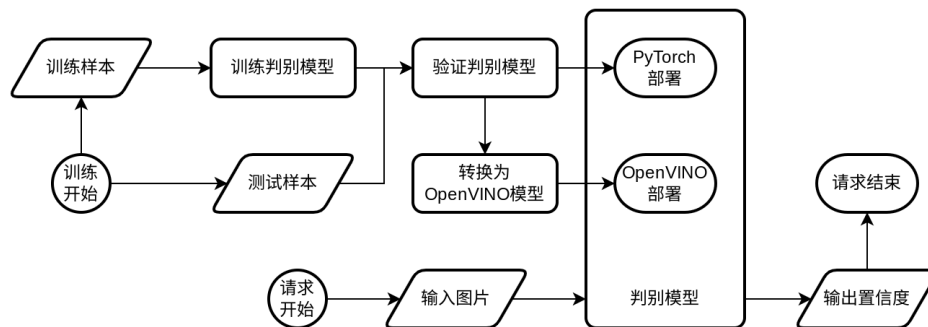 训练样本
训练判别模型
验证判别模型
PyTorch
部署
训练
开始
测试样本
转换为
OpenVINO模型
OpenVINO
部署
请求结束
请求
开始
输入图片
判别模型
输出置信度